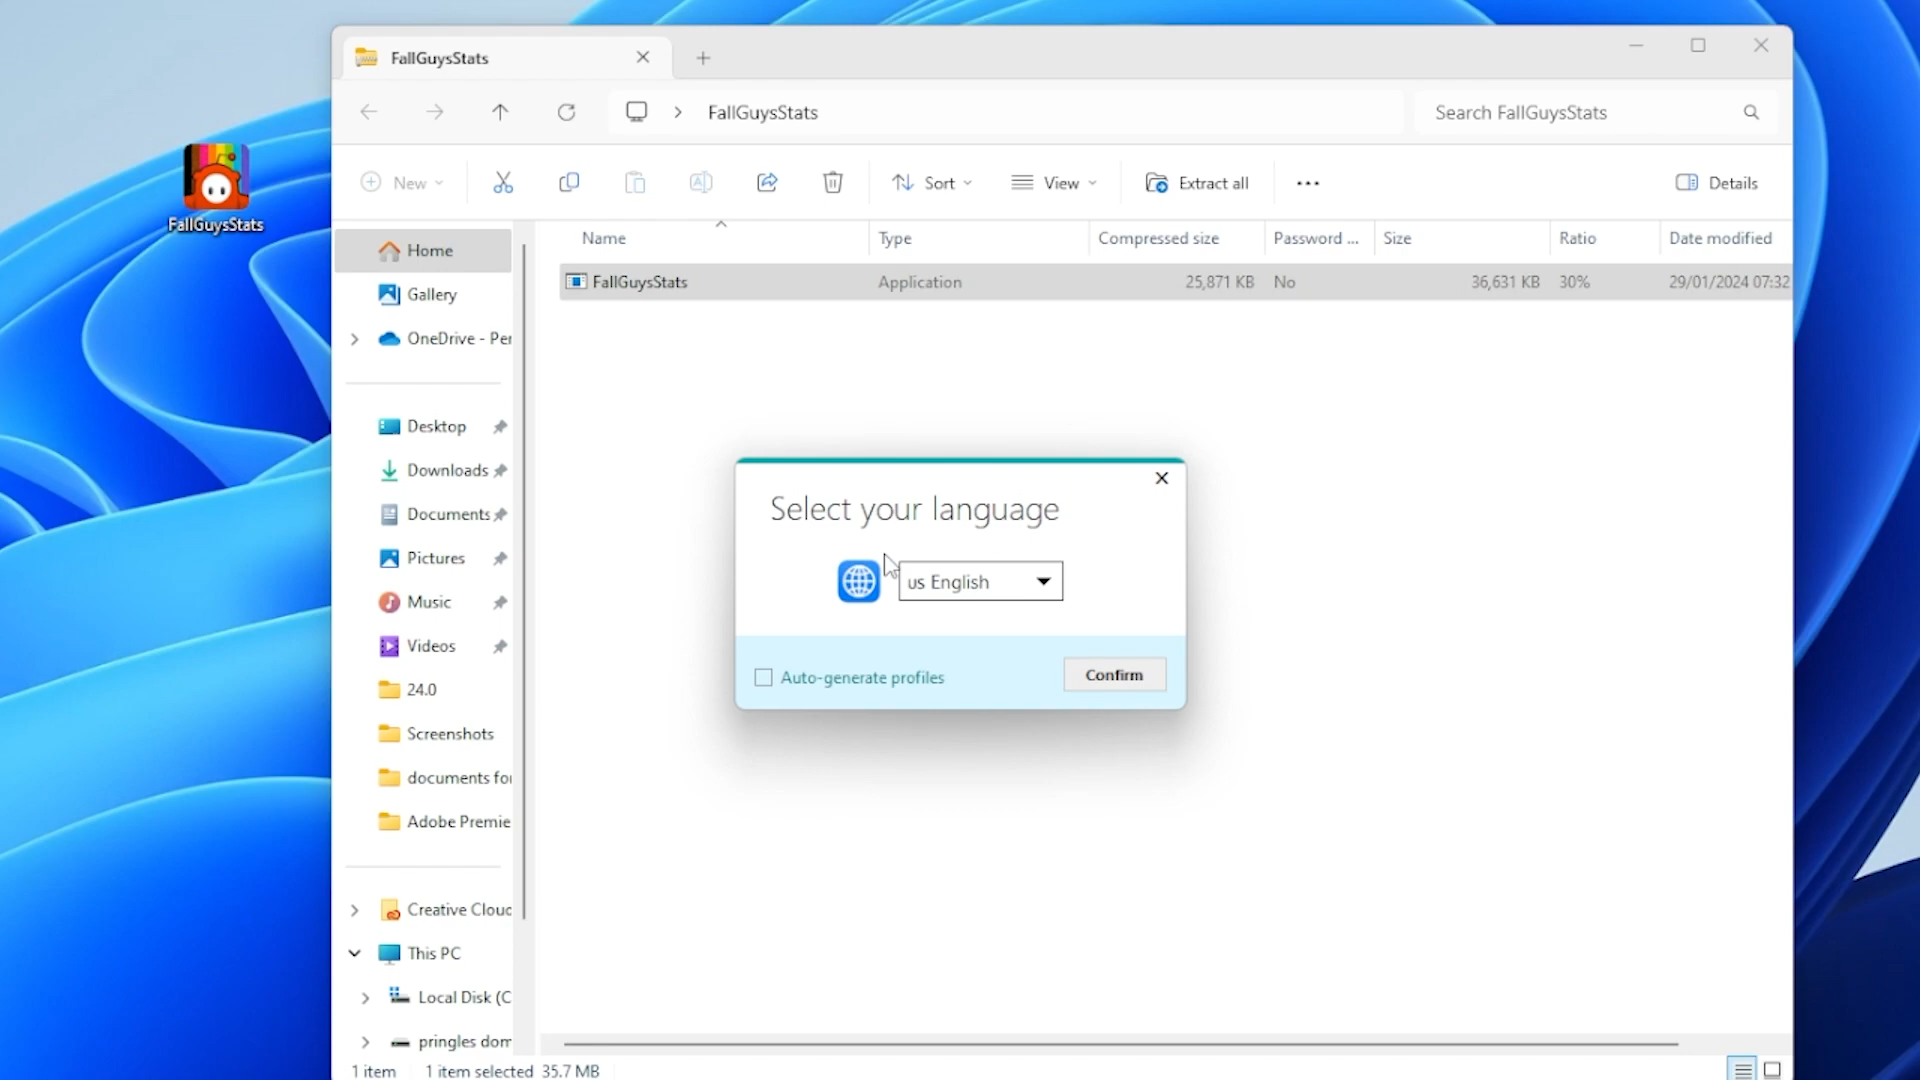 FallGuysStats
FallGuysStats
FallGuysStats
Search FallGuysStats
New
Sort
View
Extract all
Details
Name
Type
Compressed size
Password ...
Size
Ratio
Date modified
FallGuysStats
Application
25,871 KB
No
36,631 KB
30%
29/01/2024 07:32
Home
Gallery
OneDrive - Per
Desktop
Downloads
Documents
Pictures
Music
Videos
24.0
Screenshots
documents for
Adobe Premie
Creative Cloud
This PC
Local Disk (C
pringles dom
Select your language
us English
Auto-generate profiles
Confirm
1 item
1 item selected 35.7 MB